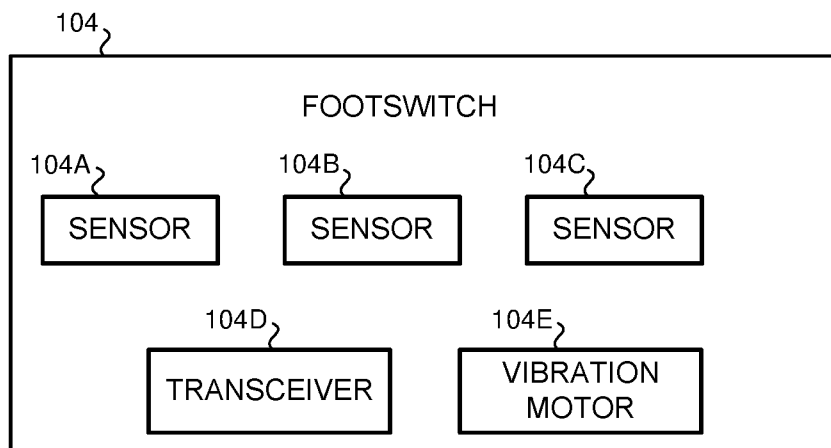 104
FOOTSWITCH
104A
104B
104C
SENSOR
SENSOR
SENSOR
104D
104E
TRANSCEIVER
VIBRATION
MOTOR